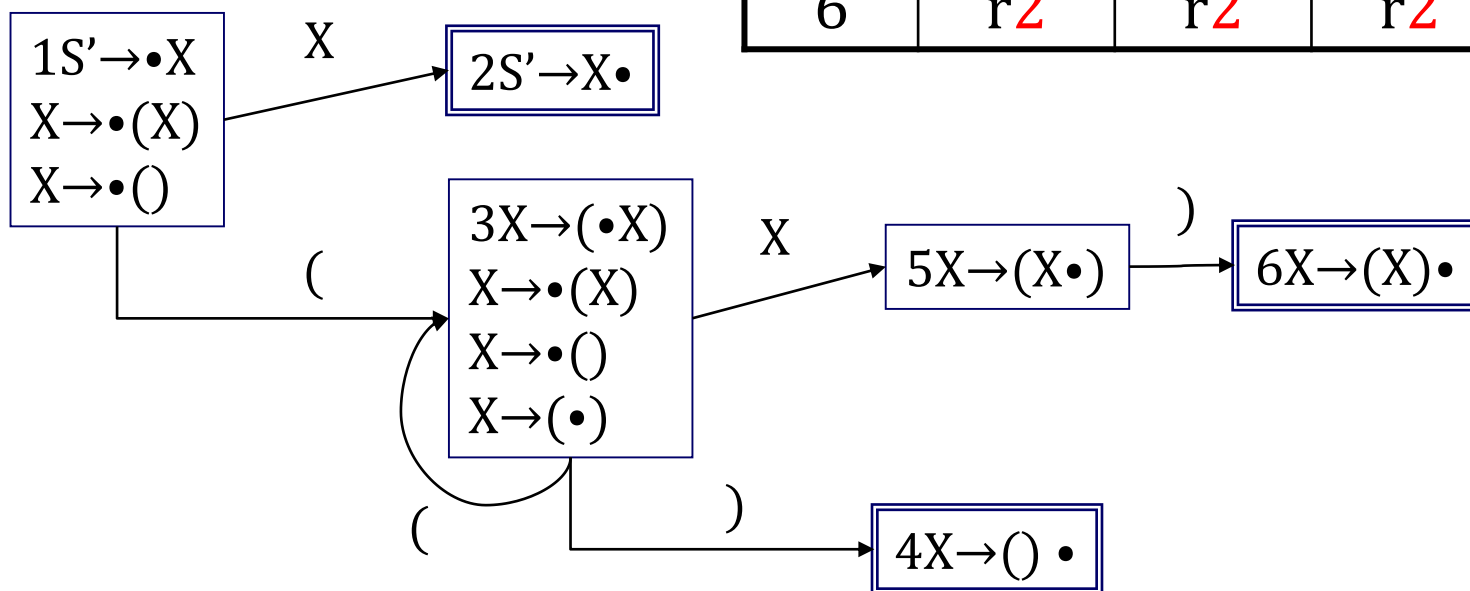 6 r2 r2 r2
1S’→•X
X→•(X)
X→•()
X
2S’→X•
(
3X→(•X)
X→•(X)
X→•()
X→(•)
X
5X→(X•)
)
6X→(X)•
(
)
4X→() •